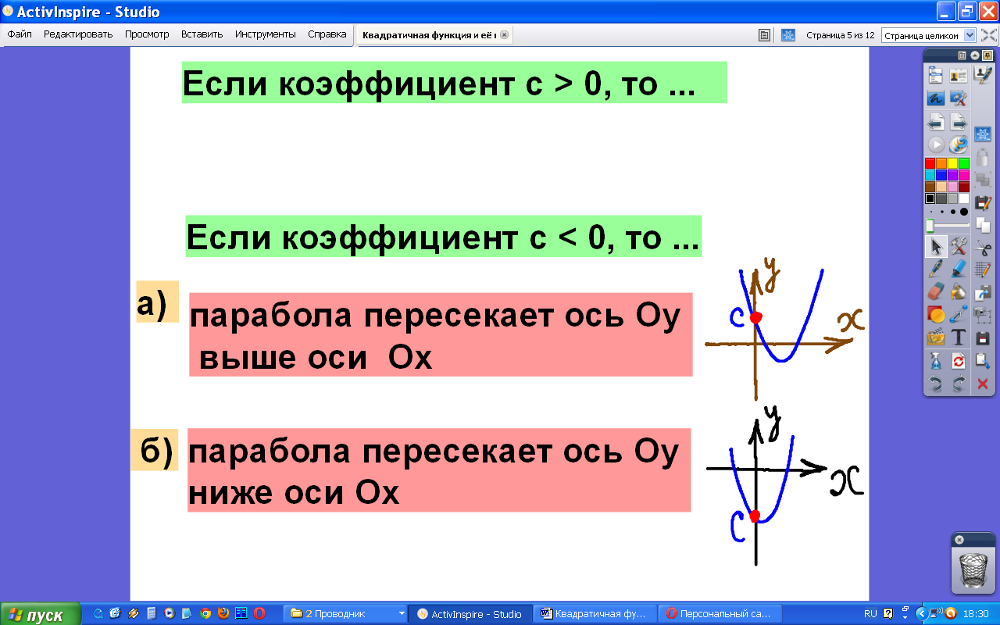 ActivInspire - Studio
Файл Редактировать Просмотр Вставить Инструменты Справка
Квадратичная функция и её
Страница 5 из 12
Страница целиком
Если коэффициент с > 0, то ...
Если коэффициент с < 0, то ...
а)
парабола пересекает ось Оу
выше оси Ох
y
c
x
б)
парабола пересекает ось Оу
ниже оси Ох
y
x
c
T
пуск
2 Проводник
ActivInspire - Studio
Квадратичная фу...
Персональный са...
RU
18:30